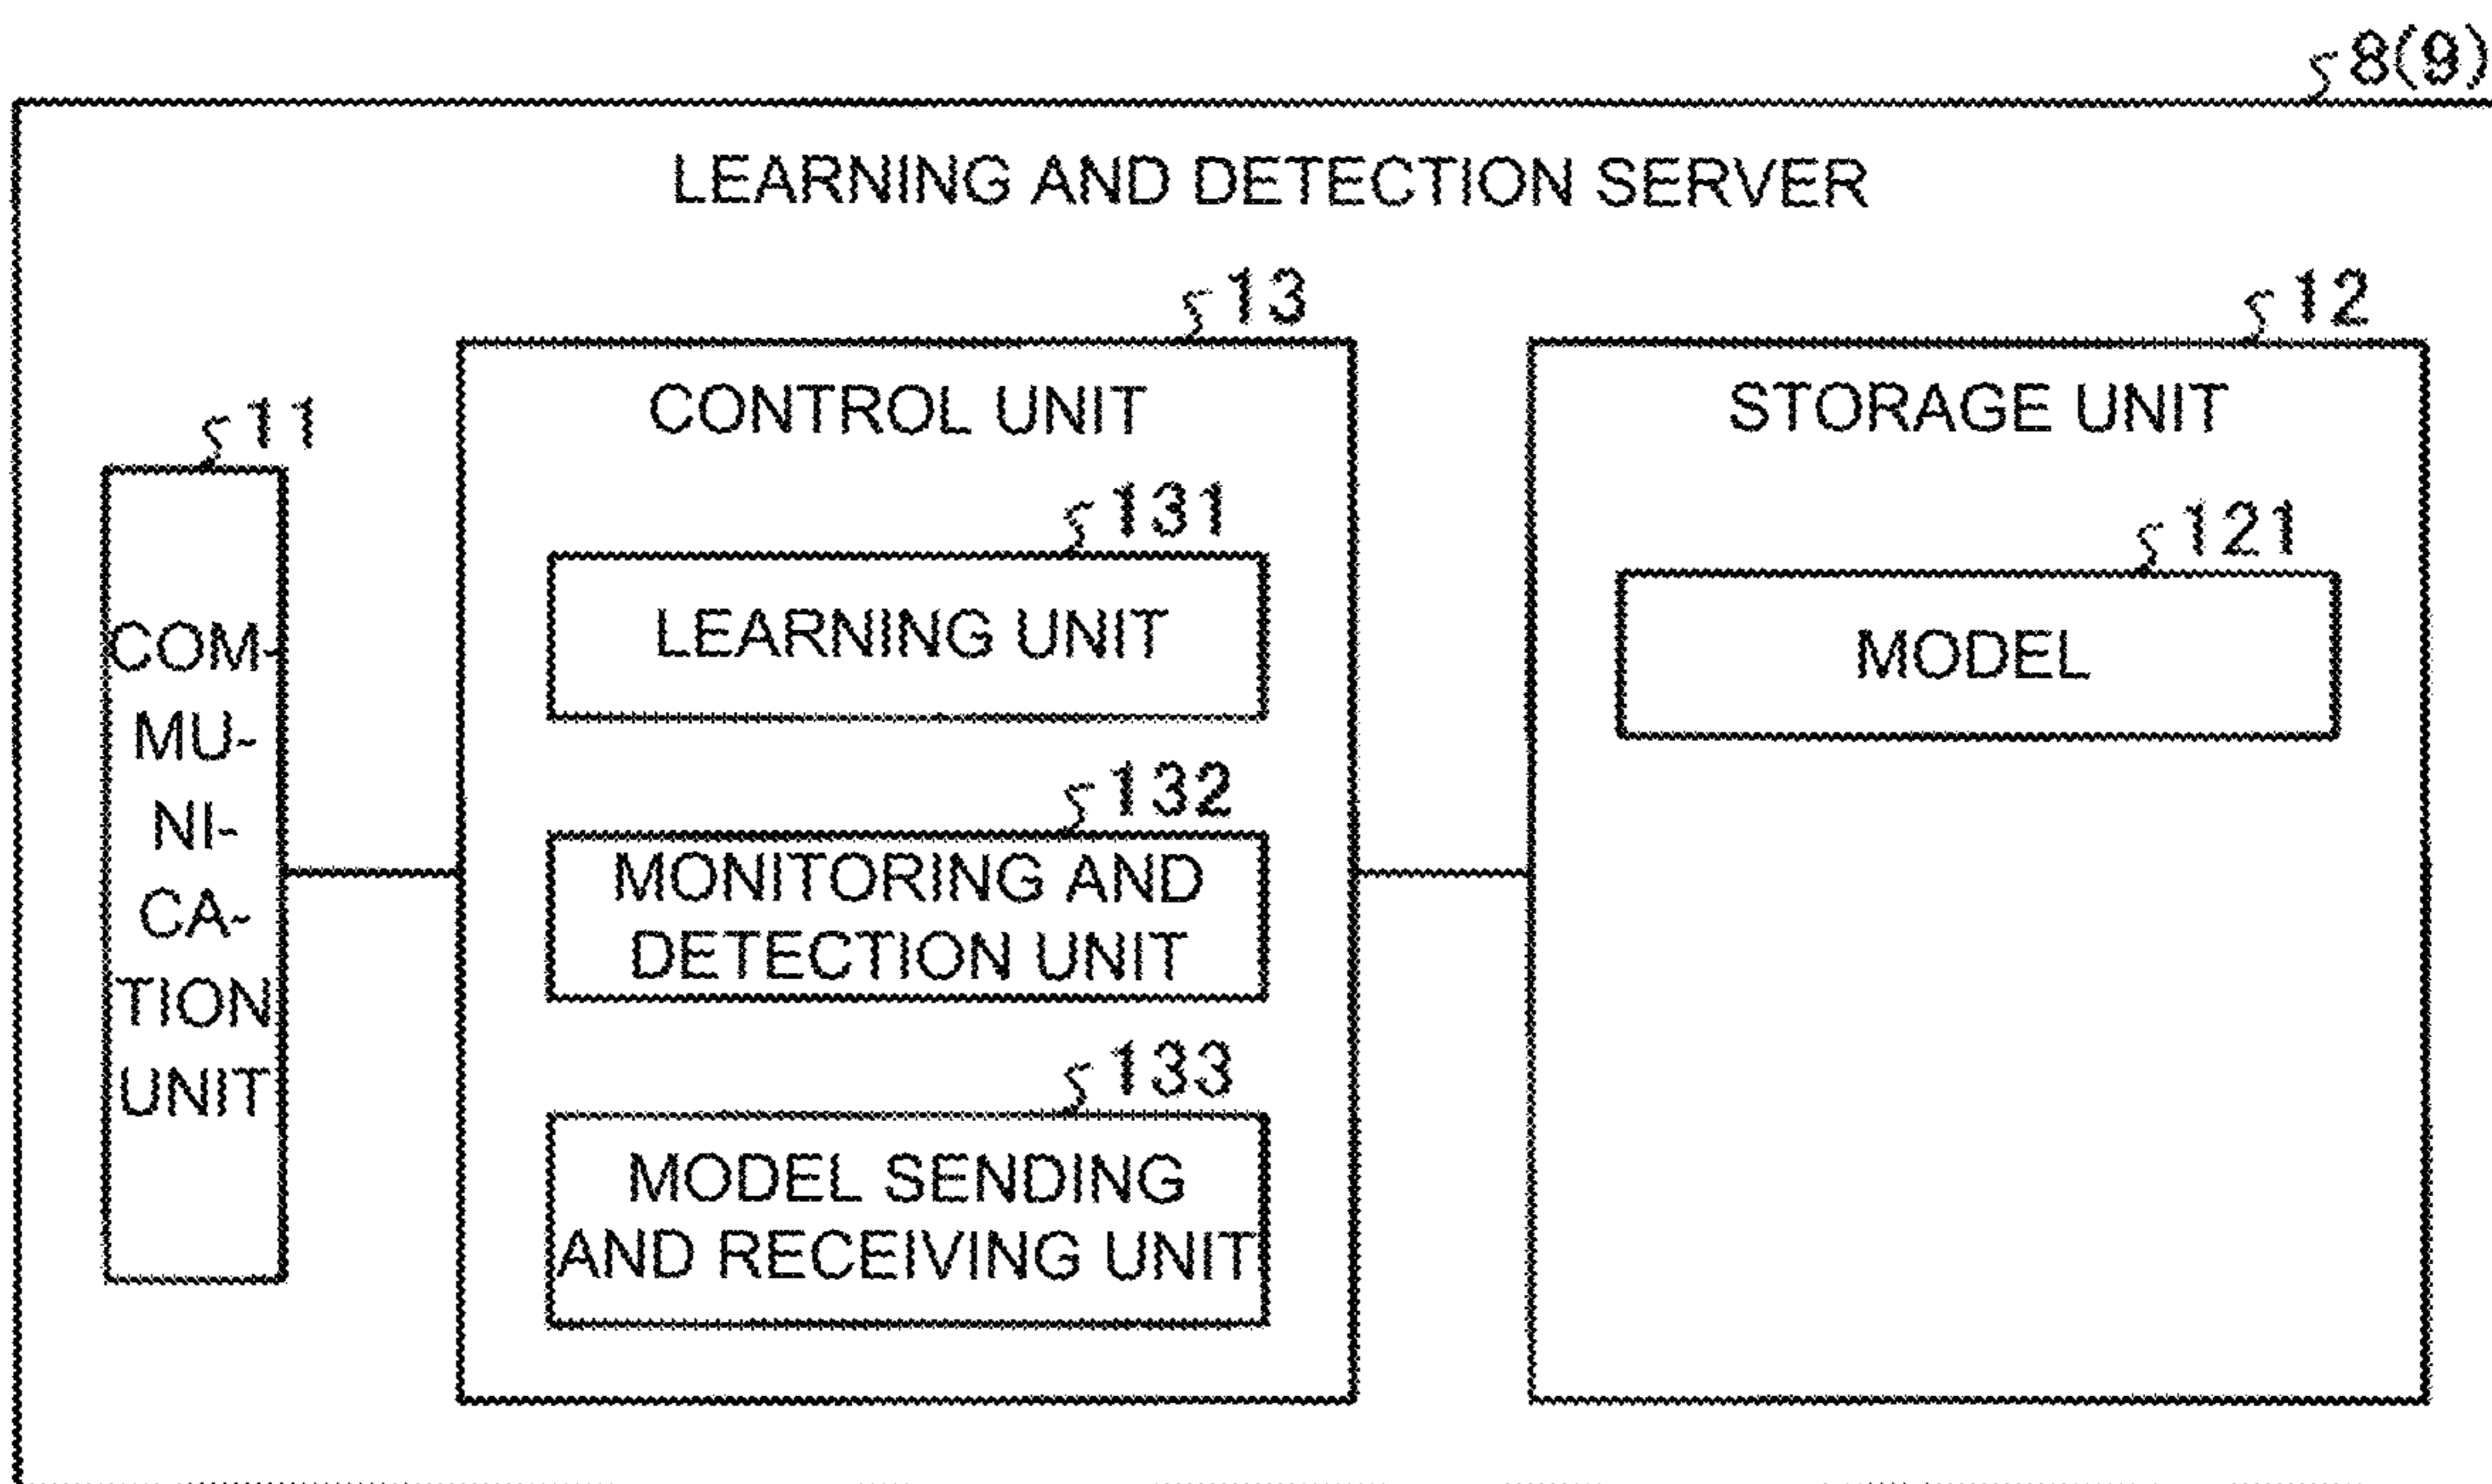 8(9)
LEARNING AND DETECTION SERVER
13
12
11
CONTROL UNIT
STORAGE UNIT
131
121
LEARNING UNIT
MODEL
COM-
MU-
NI-
CA-
TION
UNIT
132
MONITORING AND
DETECTION UNIT
133
MODEL SENDING
AND RECEIVING UNIT